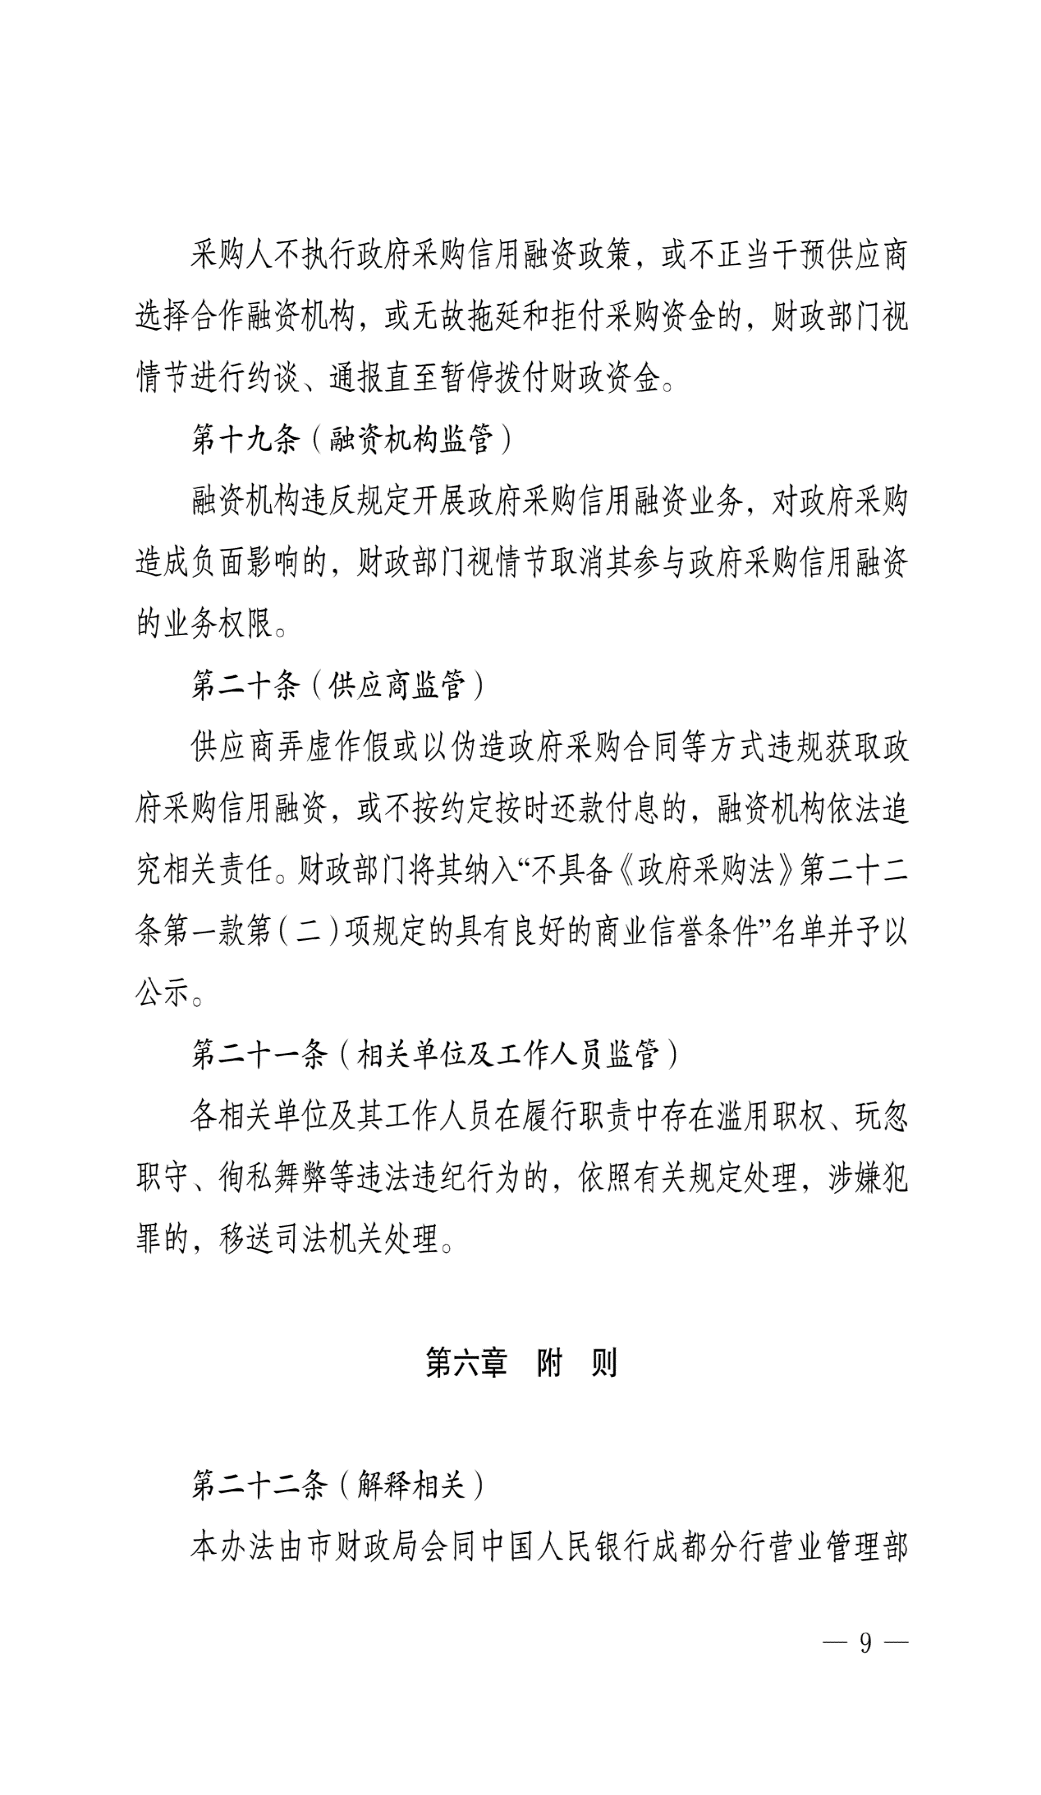 采购人不执行政府采购信用融资政策，或不正当干预供应商
选择合作融资机构，或无故拖延和拒付采购资金的，财政部门视
情节进行约谈、通报直至暂停拨付财政资金。
第十九条（融资机构监管）
融资机构违反规定开展政府采购信用融资业务，对政府采购
造成负面影响的，财政部门视情节取消其参与政府采购信用融资
的业务权限。
第二十条（供应商监管）
供应商弄虚作假或以伪造政府采购合同等方式违规获取政
府采购信用融资，或不按约定按时还款付息的，融资机构依法追
究相关责任。财政部门将其纳入“不具备《政府采购法》第二十二
条第一款第（二）项规定的具有良好的商业信誉条件”名单并予以
公示。
第二十一条（相关单位及工作人员监管）
各相关单位及其工作人员在履行职责中存在滥用职权、玩忽
职守、徇私舞弊等违法违纪行为的，依照有关规定处理，涉嫌犯
罪的，移送司法机关处理。
第六章　附　则
第二十二条（解释相关）
本办法由市财政局会同中国人民银行成都分行营业管理部
— 9 —